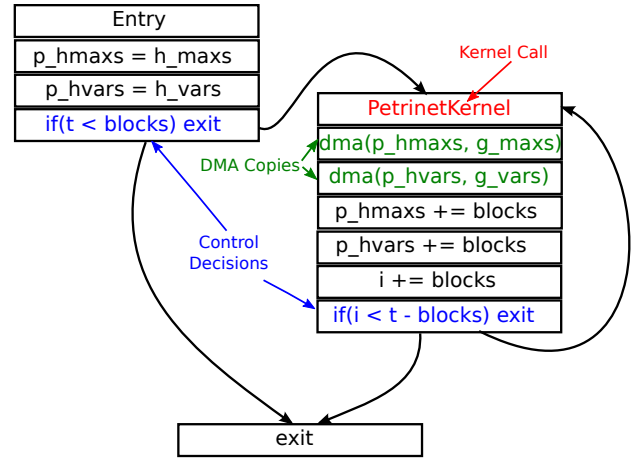 Entry
p_hmaxs = h_maxs
p_hvars = h_vars
if(t < blocks) exit
Kernel Call
PetrinetKernel
dma(p_hmaxs, g_maxs)
dma(p_hvars, g_vars)
p_hmaxs += blocks
p_hvars += blocks
i += blocks
if(i < t - blocks) exit
DMA Copies
Control
Decisions
exit